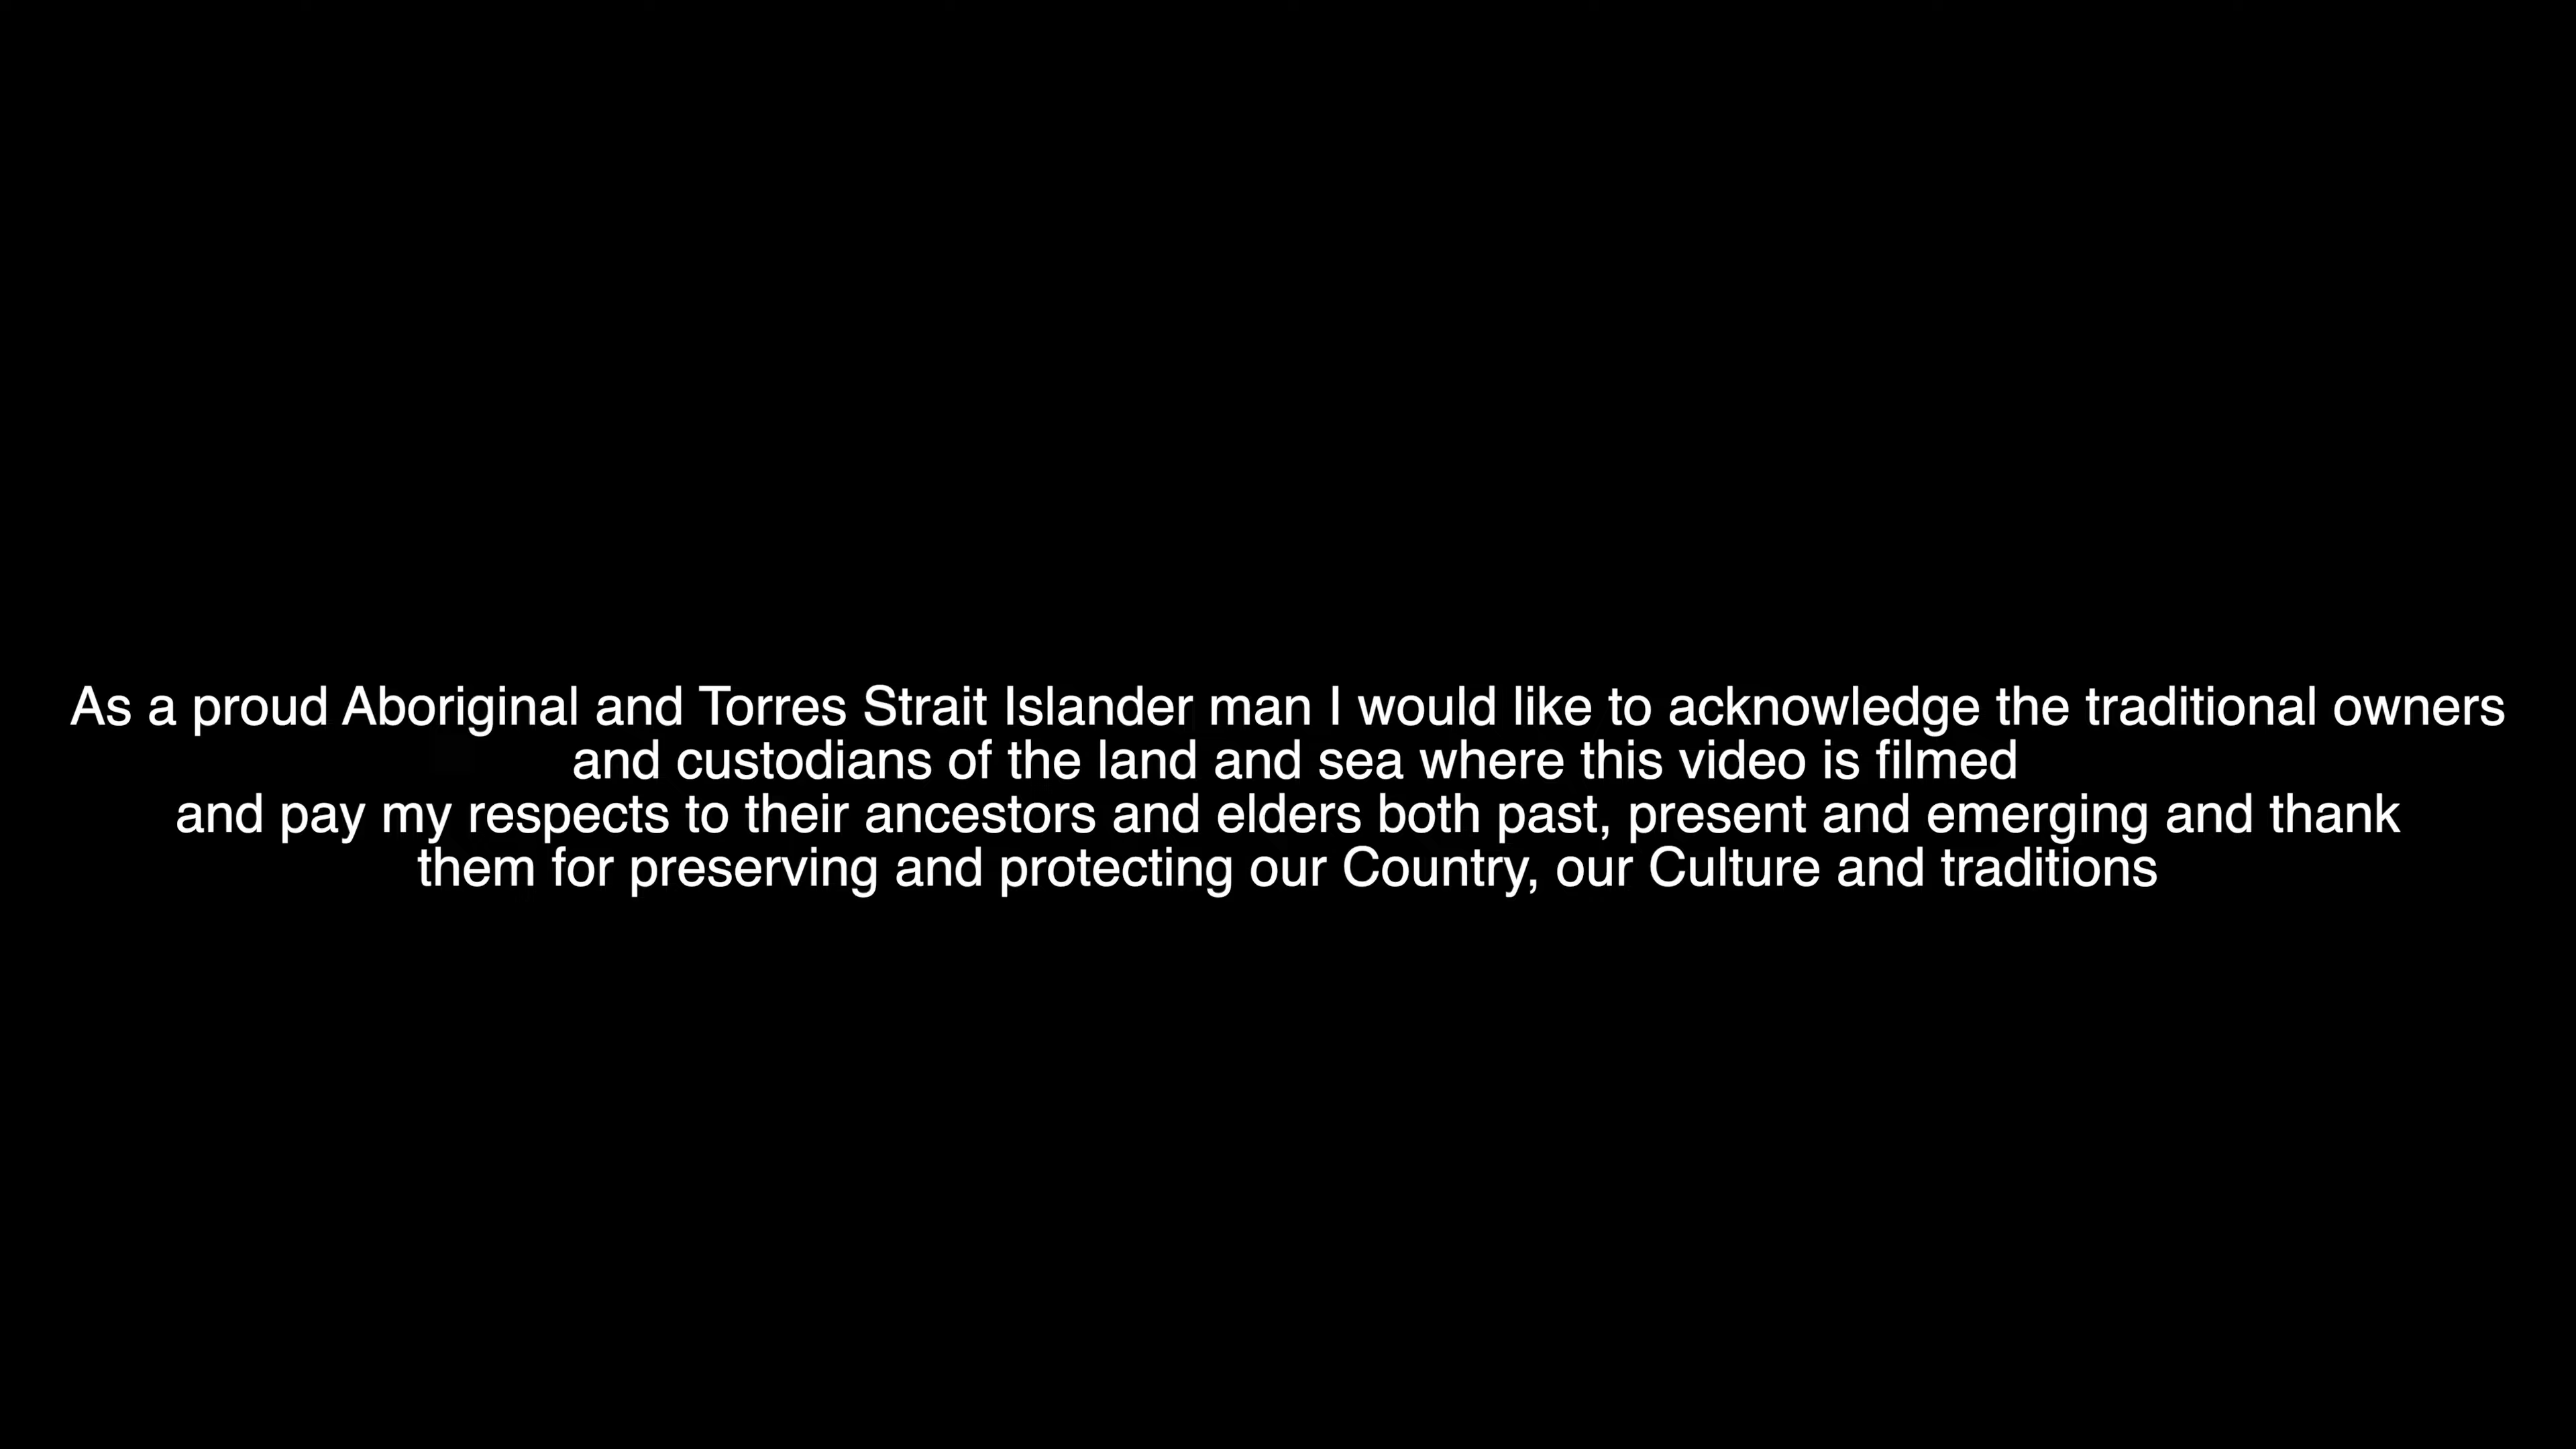 As a proud Aboriginal and Torres Strait Islander man I would like to acknowledge the traditional owners
and custodians of the land and sea where this video is filmed
and pay my respects to their ancestors and elders both past, present and emerging and thank
them for preserving and protecting our Country, our Culture and traditions